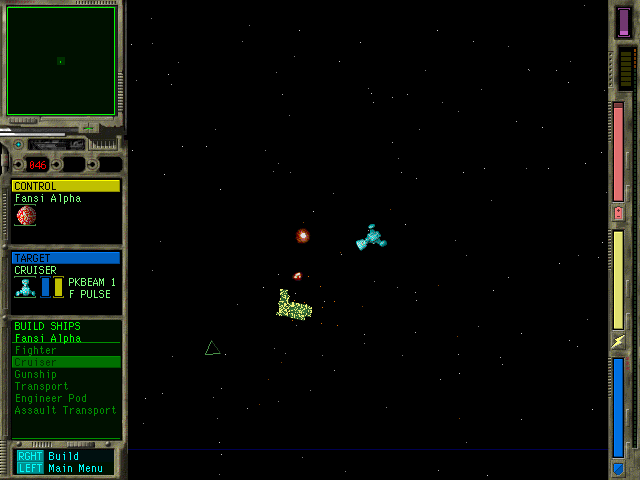 046
CONTROL
Fansi Alpha
TARGET
CRUISER
PKBEAM 1
F PULSE
BUILD SHIPS
Fansi Alpha
Fighter
Cruiser
Gunship
Transport
Engineer Pod
Assault Transport
RGHT Build
LEFT Main Menu